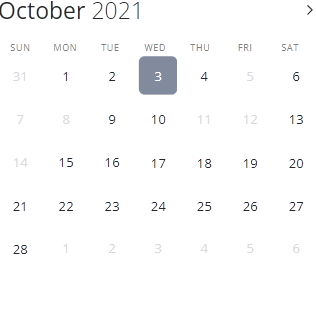 October 2021
SUN MON TUE WED THU FRI SAT
31 1 2 3 4 5 6
7 8 9 10 11 12 13
14 15 16 17 18 19 20
21 22 23 24 25 26 27
28 1 2 3 4 5 6